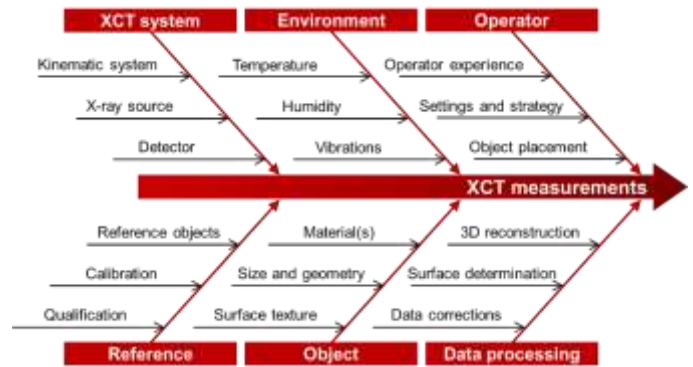 XCT system
Environment
Operator
Kinematic system
Temperature
Operator experience
X-ray source
Humidity
Settings and strategy
Detector
Vibrations
Object placement
XCT measurements
Reference objects
Material(s)
3D reconstruction
Calibration
Size and geometry
Surface determination
Qualification
Surface texture
Data corrections
Reference
Object
Data processing